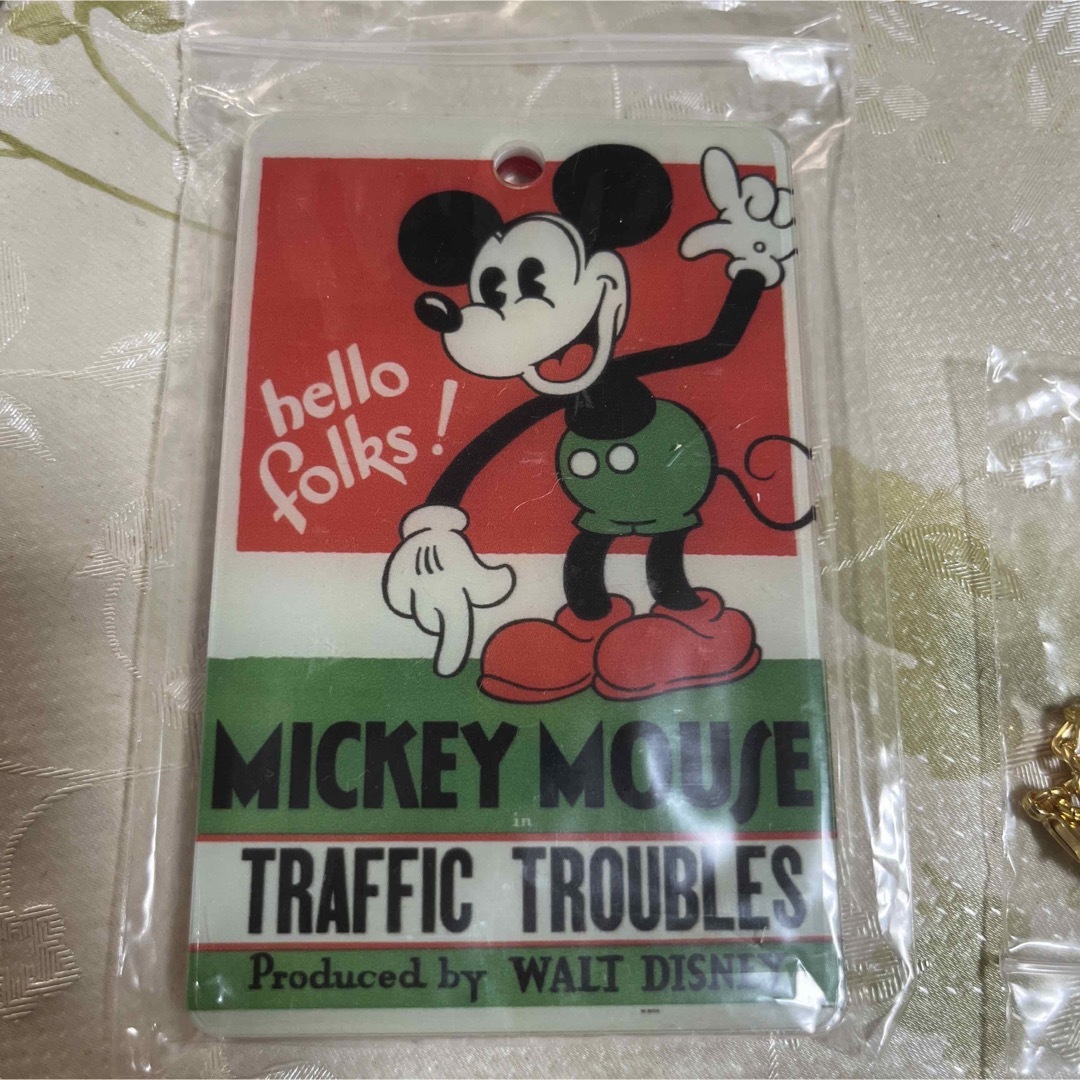 hello
folks!
MICKEY MOUSE
in
TRAFFIC TROUBLES
Produced by WALT DISNEY